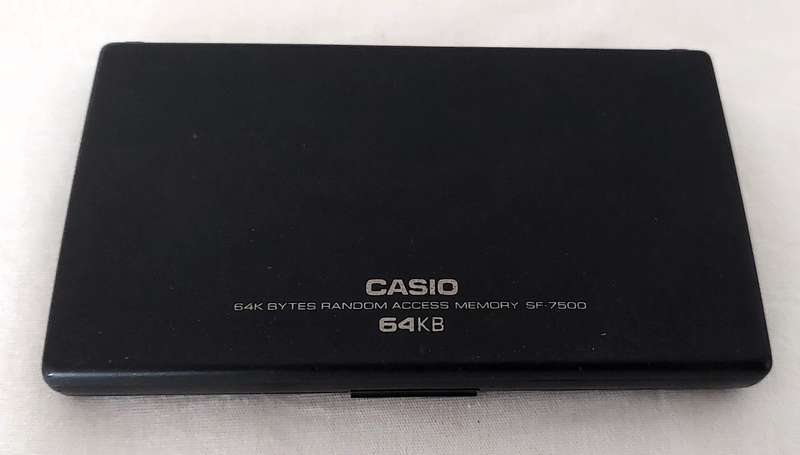 CASIO
64K BYTES RANDOM ACCESS MEMORY SF-7500
64KB